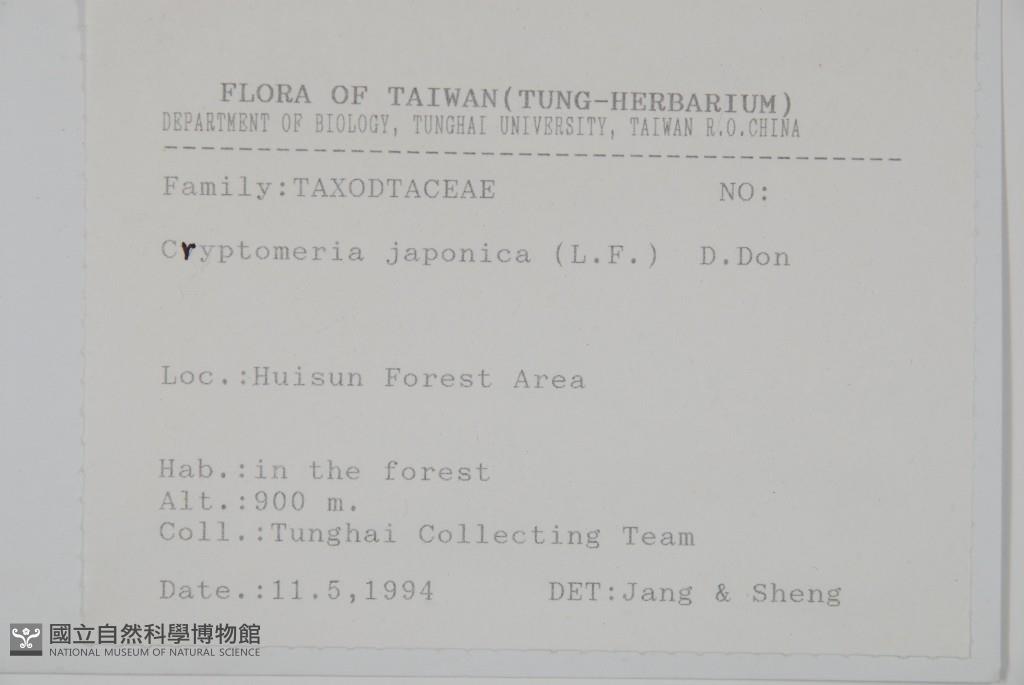 FLORA OF TAIWAN(TUNG-HERBARIUM)
DEPARTMENT OF BIOLOGY, TUNGHAI UNIVERSITY, TAIWAN R.O.CHINA
Family:TAXODTACEAE NO:
Cryptomeria japonica (L.F.) D.Don
Loc.:Huisun Forest Area
Hab.:in the forest
Alt.:900 m.
Coll.:Tunghai Collecting Team
Date.:11.5,1994 DET:Jang & Sheng
國立自然科學博物館
NATIONAL MUSEUM OF NATURAL SCIENCE